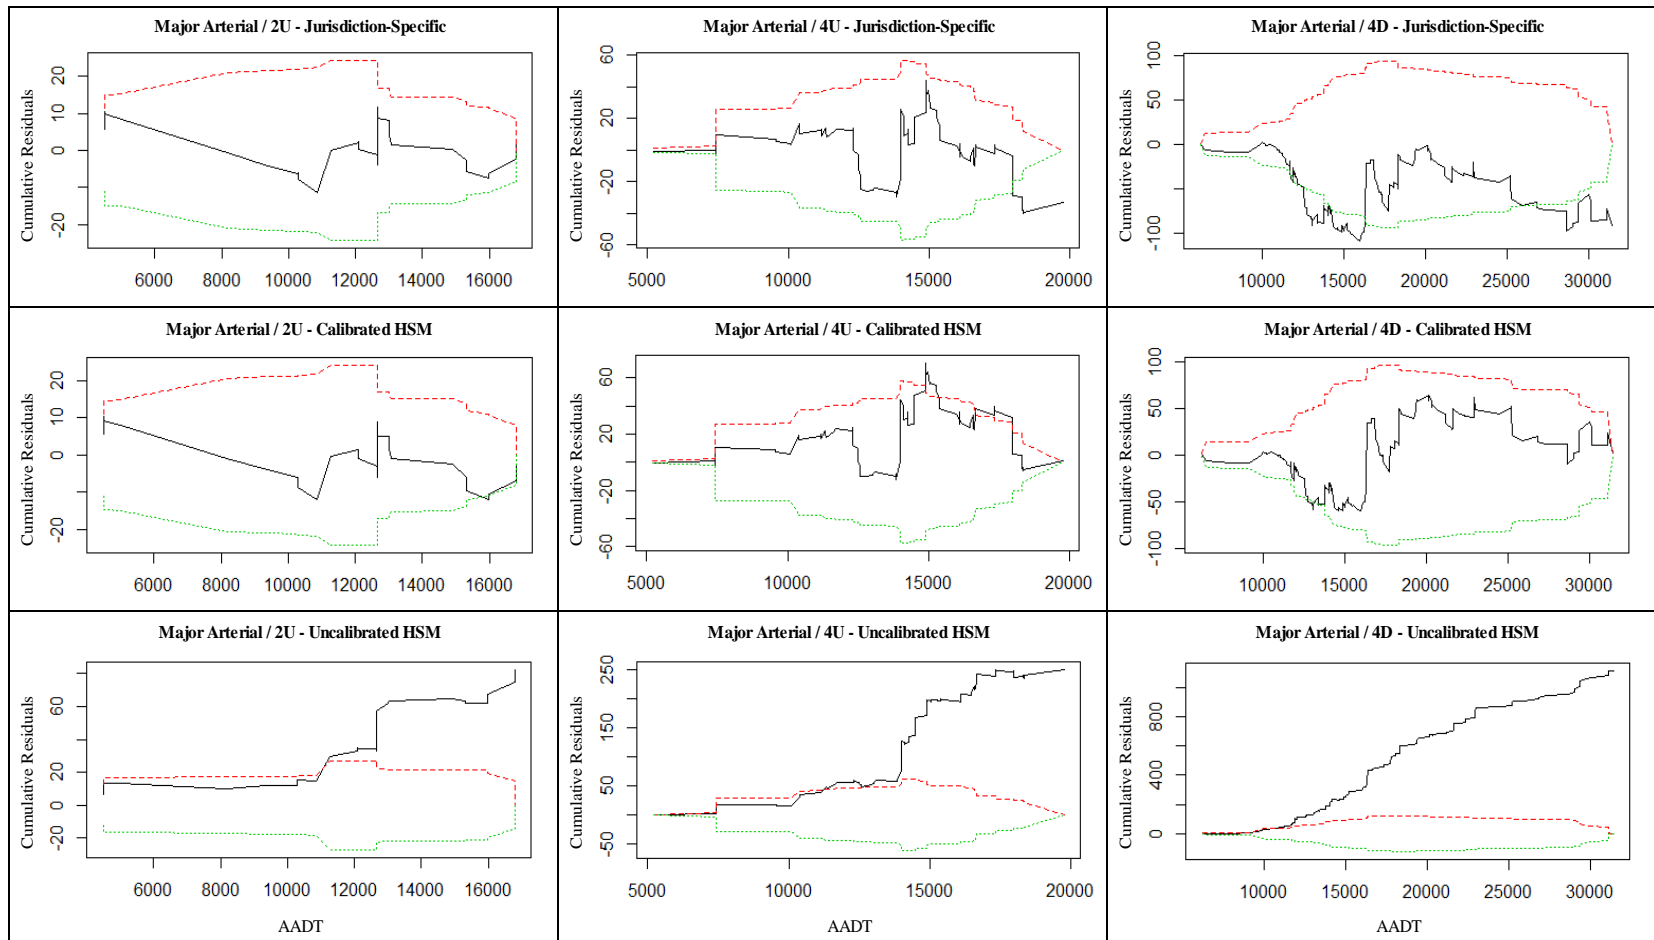 Major Arterial / 2U - Jurisdiction-Specific
Cumulative Residuals
20
10
0
-20
6000 8000 10000 12000 14000 16000
Major Arterial / 4U - Jurisdiction-Specific
Cumulative Residuals
60
20
-20
-60
5000 10000 15000 20000
Major Arterial / 4D - Jurisdiction-Specific
Cumulative Residuals
100
50
0
-100
10000 15000 20000 25000 30000
Major Arterial / 2U - Calibrated HSM
Cumulative Residuals
20
10
0
-20
6000 8000 10000 12000 14000 16000
Major Arterial / 4U - Calibrated HSM
Cumulative Residuals
60
20
-20
-60
5000 10000 15000 20000
Major Arterial / 4D - Calibrated HSM
Cumulative Residuals
100
50
0
-50
-100
10000 15000 20000 25000 30000
Major Arterial / 2U - Uncalibrated HSM
Cumulative Residuals
60
20
0
-20
6000 8000 10000 12000 14000 16000
AADT
Major Arterial / 4U - Uncalibrated HSM
Cumulative Residuals
250
150
50
0
-50
5000 10000 15000 20000
Major Arterial / 4D - Uncalibrated HSM
Cumulative Residuals
800
400
0
10000 15000 20000 25000 30000
AADT